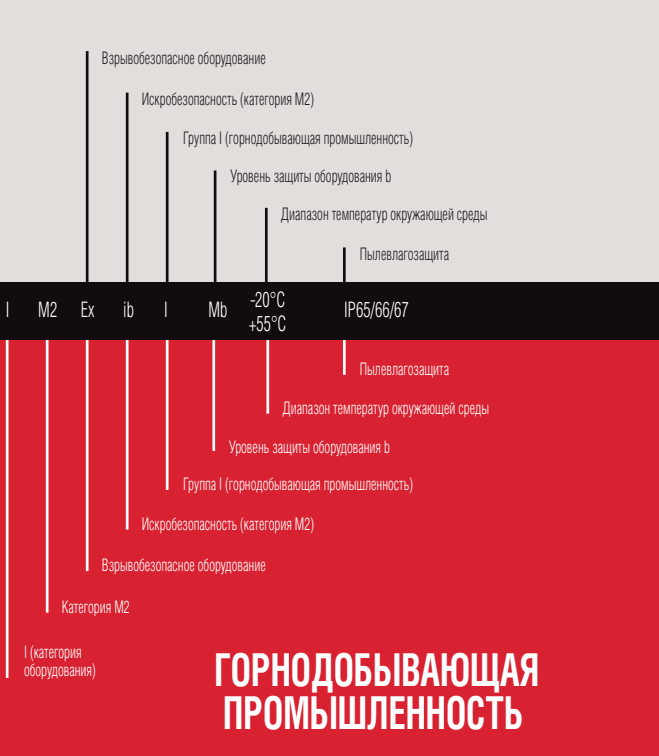 Взрывобезопасное оборудование
Искробезопасность (категория M2)
Группа I (горнодобывающая промышленность)
Уровень защиты оборудования b
Диапазон температур окружающей среды
Пылевлагозащита
I M2 Ex ib I Mb -20°C +55°C IP65/66/67
Пылевлагозащита
Диапазон температур окружающей среды
Уровень защиты оборудования b
Группа I (горнодобывающая промышленность)
Искробезопасность (категория M2)
Взрывобезопасное оборудование
Категория M2
I (категория
оборудования)
ГОРНОДОБЫВАЮЩАЯ
ПРОМЫШЛЕННОСТЬ